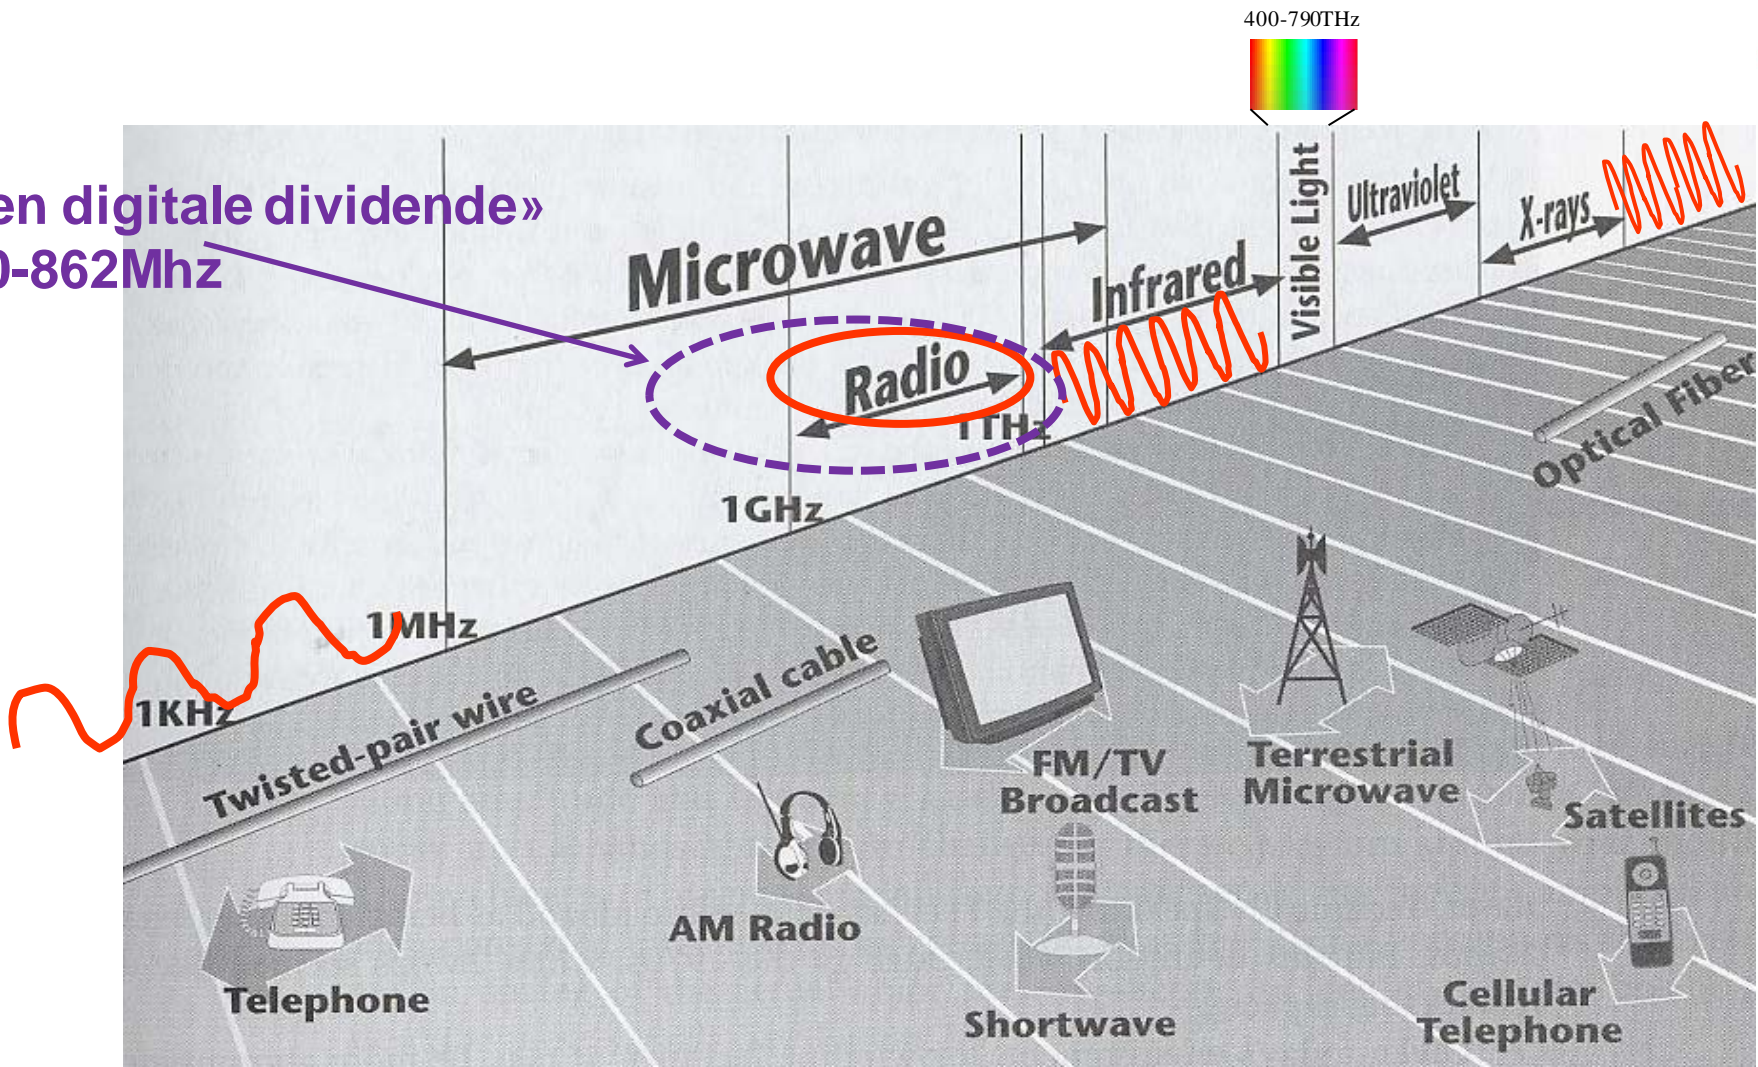 400-790THz
en digitale dividende»
0-862Mhz
Microwave
Infrared
Visible Light
Ultraviolet
X-rays
Radio
1THz
1GHz
1MHz
1KHz
Optical Fiber
Twisted-pair wire
Coaxial cable
FM/TV
Broadcast
Terrestrial
Microwave
Satellites
AM Radio
Telephone
Shortwave
Cellular
Telephone